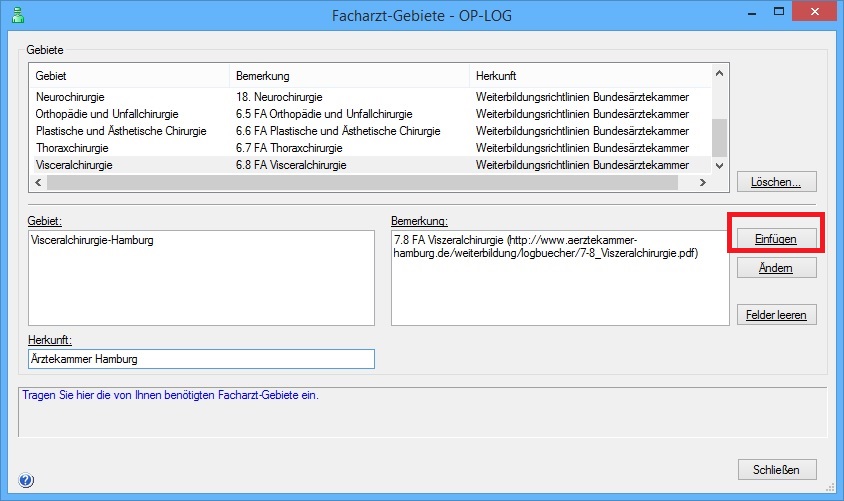 Facharzt-Gebiete - OP-LOG
Gebiete
Gebiet Bemerkung Herkunft
Neurochirurgie 18. Neurochirurgie Weiterbildungsrichtlinien Bundesärztekammer
Orthopädie und Unfallchirurgie 6.5 FA Orthopädie und Unfallchirurgie Weiterbildungsrichtlinien Bundesärztekammer
Plastische und Ästhetische Chirurgie 6.6 FA Plastische und Ästhetische Chirurgie Weiterbildungsrichtlinien Bundesärztekammer
Thoraxchirurgie 6.7 FA Thoraxchirurgie Weiterbildungsrichtlinien Bundesärztekammer
Visceralchirurgie 6.8 FA Visceralchirurgie Weiterbildungsrichtlinien Bundesärztekammer
Löschen...
Gebiet:
Visceralchirurgie-Hamburg
Bemerkung:
7.8 FA Viszeralchirurgie (http://www.aerztekammer-
hamburg.de/weiterbildung/logbuecher/7-8_Viszeralchirurgie.pdf)
Einfügen
Ändern
Felder leeren
Herkunft:
Ärztekammer Hamburg
Tragen Sie hier die von Ihnen benötigten Facharzt-Gebiete ein.
?
Schließen